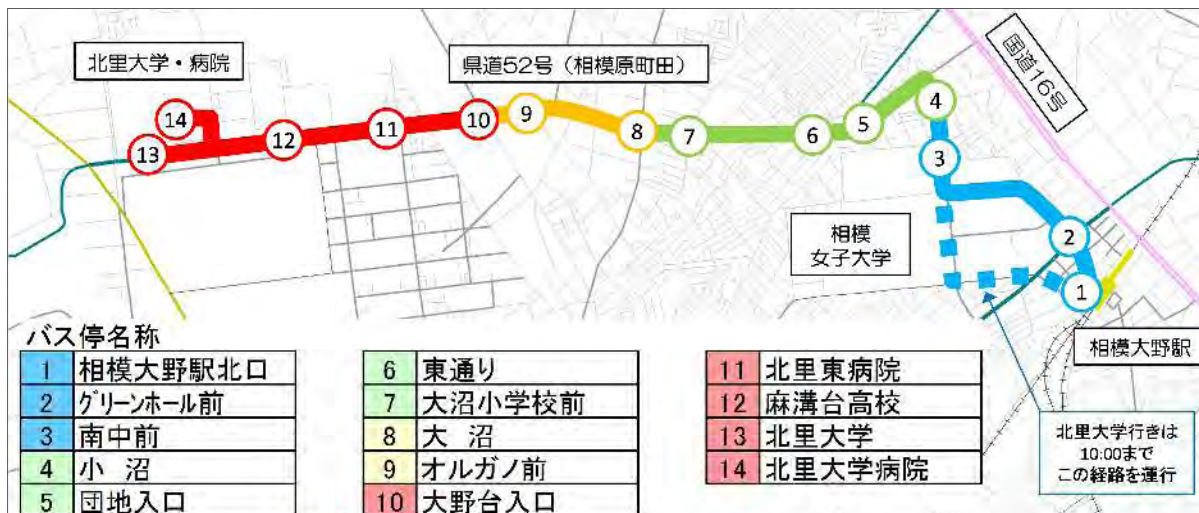 北里大学・病院
県道52号（相模原町田）
国道16号
14
13
12
11
10
9
8
7
6
5
4
3
2
1
相模
女子大学
相模大野駅
北里大学行きは
10:00まで
この経路を運行
バス停名称
1 相模大野駅北口
2 グリーンホール前
3 南中前
4 小 沼
5 団地入口
6 東通り
7 大沼小学校前
8 大 沼
9 オルガノ前
10 大野台入口
11 北里東病院
12 麻溝台高校
13 北里大学
14 北里大学病院